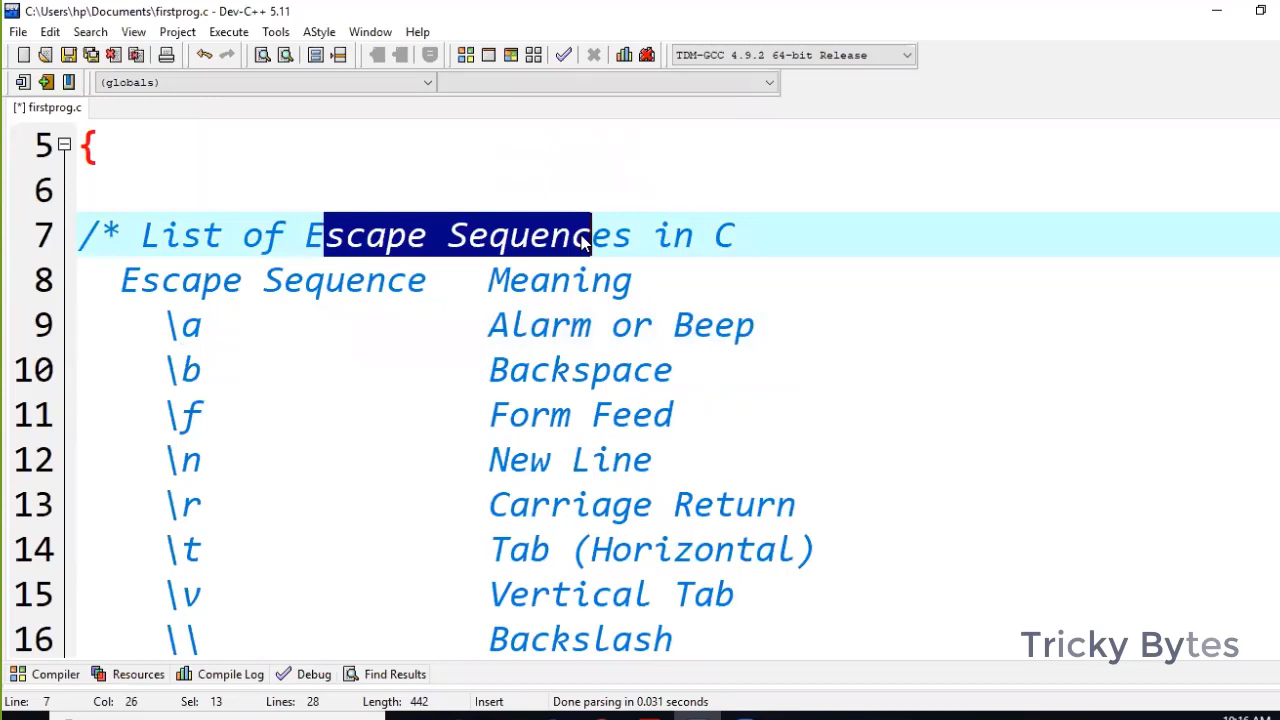 C:\Users\hp\Documents\firstprog.c - Dev-C++ 5.11
File Edit Search View Project Execute Tools AStyle Window Help
TDM-GCC 4.9.2 64-bit Release
(globals)
[*] firstprog.c
5 {
6
7 /* List of Escape Sequences in C
8 Escape Sequence Meaning
9 \a Alarm or Beep
10 \b Backspace
11 \f Form Feed
12 \n New Line
13 \r Carriage Return
14 \t Tab (Horizontal)
15 \v Vertical Tab
16 \\ Backslash
Tricky Bytes
Compiler Resources Compile Log Debug Find Results
Line: 7 Col: 26 Sel: 13 Lines: 28 Length: 442 Insert Done parsing in 0.031 seconds